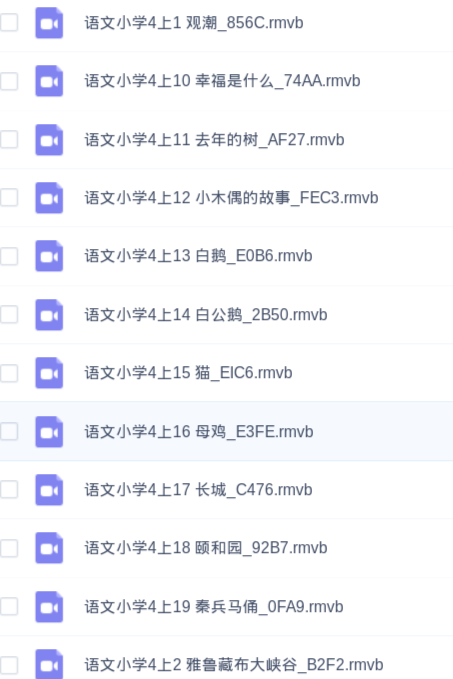 语文小学4上1 观潮_856C.rmvb
语文小学4上10 幸福是什么_74AA.rmvb
语文小学4上11 去年的树_AF27.rmvb
语文小学4上12 小木偶的故事_FEC3.rmvb
语文小学4上13 白鹅_E0B6.rmvb
语文小学4上14 白公鹅_2B50.rmvb
语文小学4上15 猫_EIC6.rmvb
语文小学4上16 母鸡_E3FE.rmvb
语文小学4上17 长城_C476.rmvb
语文小学4上18 颐和园_92B7.rmvb
语文小学4上19 秦兵马俑_0FA9.rmvb
语文小学4上2 雅鲁藏布大峡谷_B2F2.rmvb